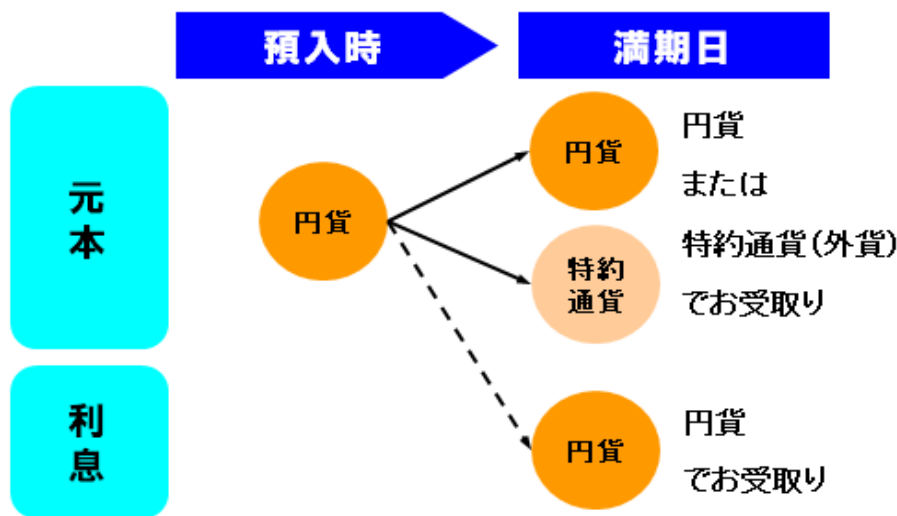 預入時
満期日
元
本
円貨
円貨
特約
通貨
円貨
または
特約通貨(外貨)
でお受取り
利
息
円貨
円貨
でお受取り